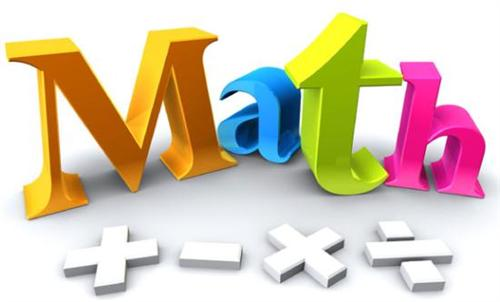 Math
+ - × ÷